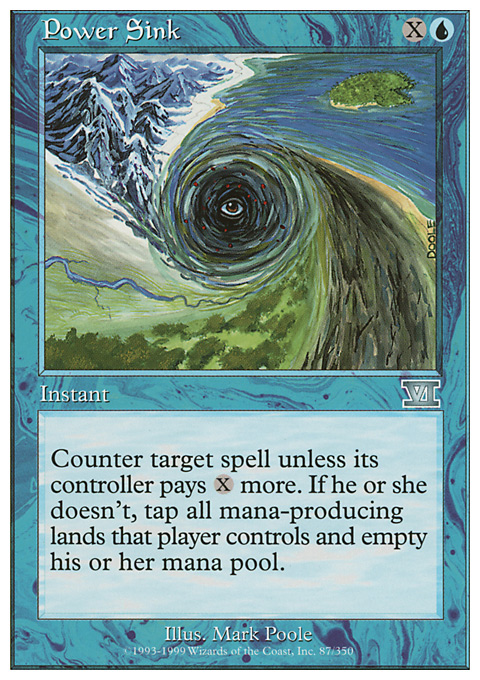 Power Sink X
Instant VI
Counter target spell unless its
controller pays X more. If he or she
doesn't, tap all mana-producing
lands that player controls and empty
his or her mana pool.
Illus. Mark Poole
©1993-1999 Wizards of the Coast, Inc. 87/350